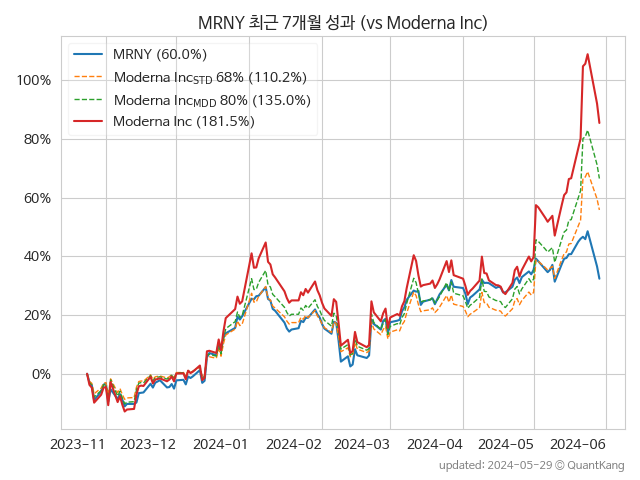 MRNY 최근 7개월 성과 (vs Moderna Inc)
MRNY (60.0%)
Moderna Inc_STD 68% (110.2%)
Moderna Inc_MDD 80% (135.0%)
Moderna Inc (181.5%)
100%
80%
60%
40%
20%
0%
2023-11 2023-12 2024-01 2024-02 2024-03 2024-04 2024-05 2024-06
updated: 2024-05-29 © QuantKang